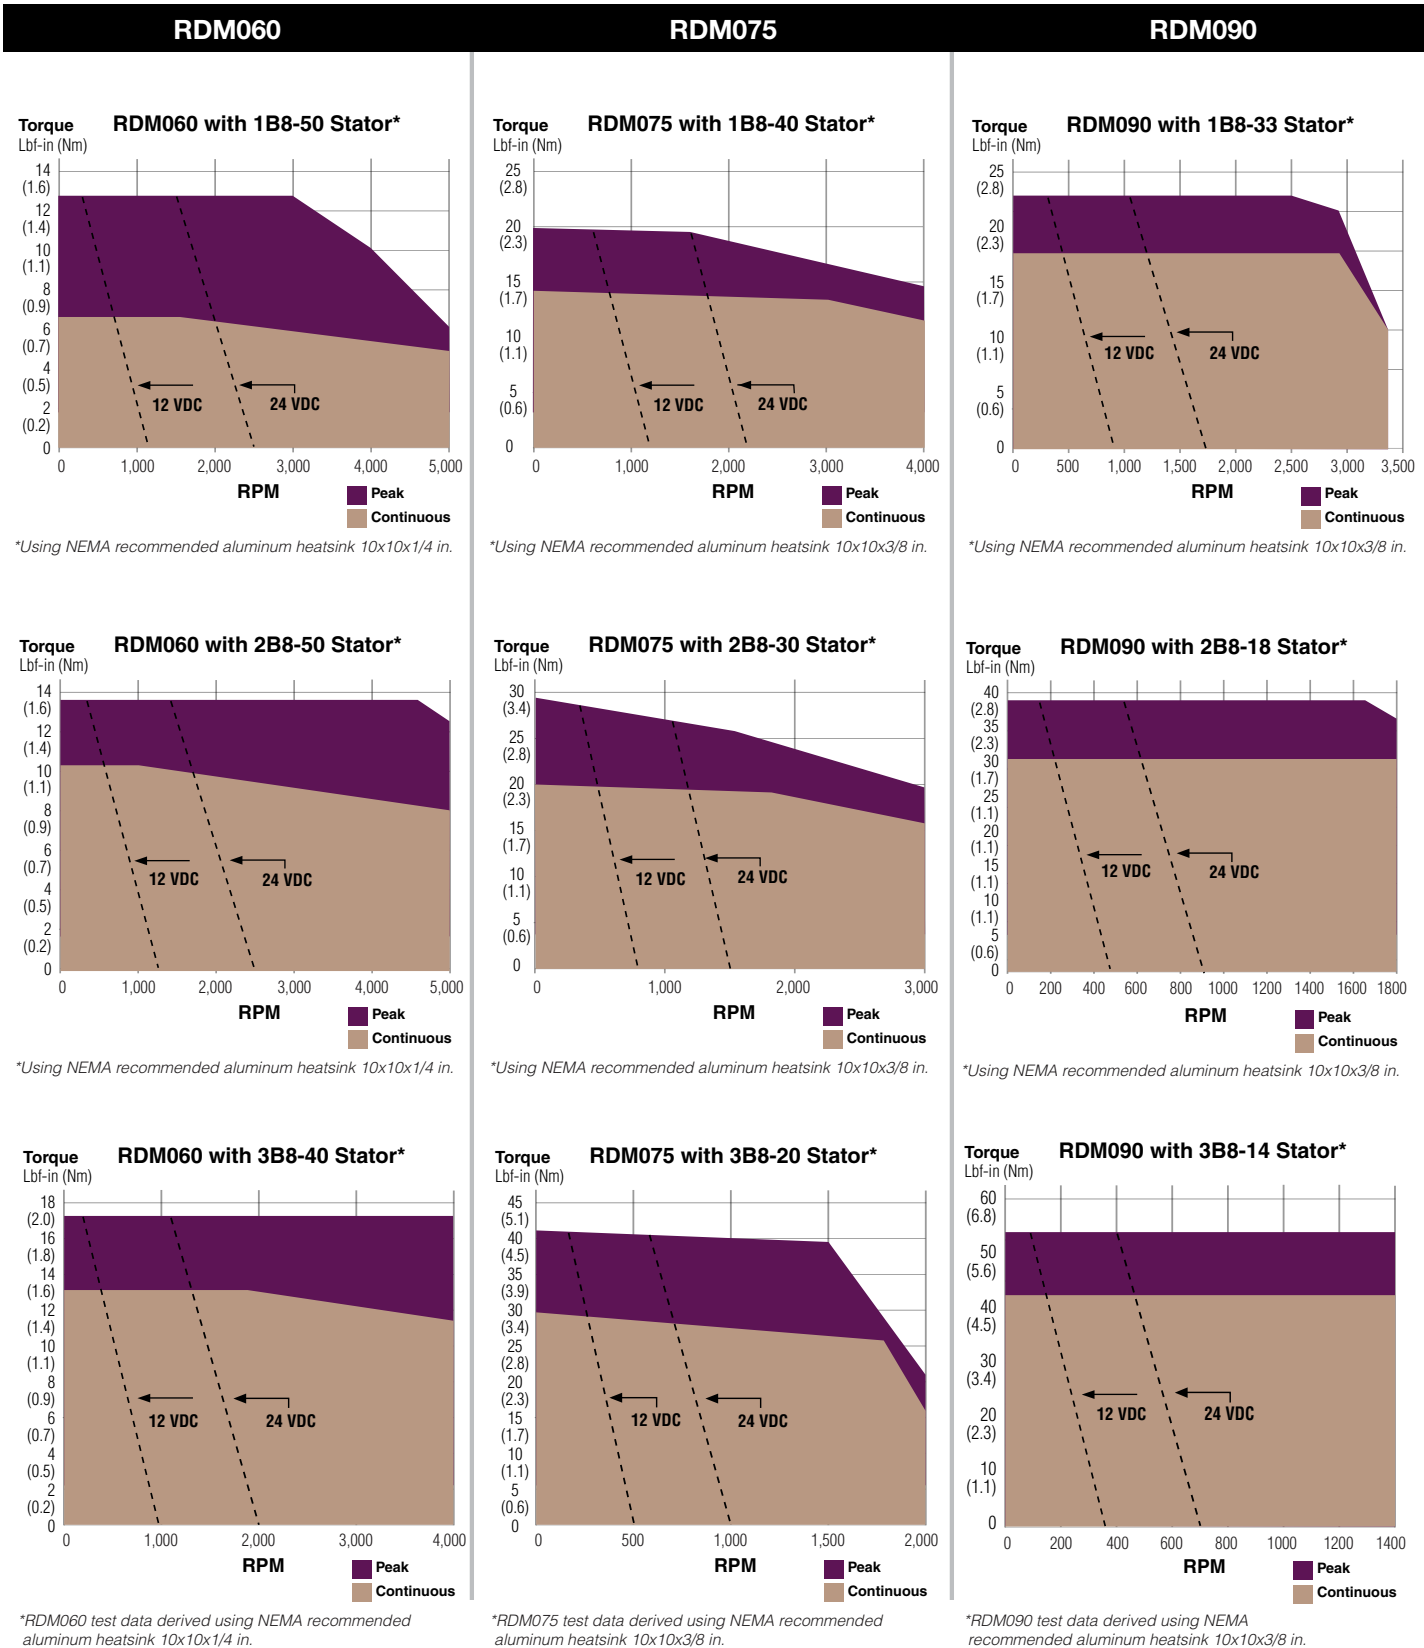 RDM060
RDM075
RDM090
Torque
Lbf-in (Nm)
RDM060 with 1B8-50 Stator*
14
(1.6)
12
(1.4)
10
(1.1)
8
(0.9)
6
(0.7)
4
(0.5)
2
(0.2)
0
12 VDC
24 VDC
0 1,000 2,000 3,000 4,000 5,000
RPM
Peak
Continuous
*Using NEMA recommended aluminum heatsink 10x10x1/4 in.
Torque
Lbf-in (Nm)
RDM075 with 1B8-40 Stator*
25
(2.8)
20
(2.3)
15
(1.7)
10
(1.1)
5
(0.6)
0
12 VDC
24 VDC
0 1,000 2,000 3,000 4,000
RPM
Peak
Continuous
*Using NEMA recommended aluminum heatsink 10x10x3/8 in.
Torque
Lbf-in (Nm)
RDM090 with 1B8-33 Stator*
25
(2.8)
20
(2.3)
15
(1.7)
10
(1.1)
5
(0.6)
0
12 VDC
24 VDC
0 500 1,000 1,500 2,000 2,500 3,000 3,500
RPM
Peak
Continuous
*Using NEMA recommended aluminum heatsink 10x10x3/8 in.
Torque
Lbf-in (Nm)
RDM060 with 2B8-50 Stator*
14
(1.6)
12
(1.4)
10
(1.1)
8
(0.9)
6
(0.7)
4
(0.5)
2
(0.2)
0
12 VDC
24 VDC
0 1,000 2,000 3,000 4,000 5,000
RPM
Peak
Continuous
*Using NEMA recommended aluminum heatsink 10x10x1/4 in.
Torque
Lbf-in (Nm)
RDM075 with 2B8-30 Stator*
30
(3.4)
25
(2.8)
20
(2.3)
15
(1.7)
10
(1.1)
5
(0.6)
0
12 VDC
24 VDC
0 1,000 2,000 3,000
RPM
Peak
Continuous
*Using NEMA recommended aluminum heatsink 10x10x3/8 in.
Torque
Lbf-in (Nm)
RDM090 with 2B8-18 Stator*
40
(2.8)
35
(2.3)
30
(1.7)
25
(1.1)
20
(1.1)
15
(1.1)
10
(1.1)
5
(0.6)
0
12 VDC
24 VDC
0 200 400 600 800 1000 1200 1400 1600 1800
RPM
Peak
Continuous
*Using NEMA recommended aluminum heatsink 10x10x3/8 in.
Torque
Lbf-in (Nm)
RDM060 with 3B8-40 Stator*
18
(2.0)
16
(1.8)
14
(1.6)
12
(1.4)
10
(1.1)
8
(0.9)
6
(0.7)
4
(0.5)
2
(0.2)
0
12 VDC
24 VDC
0 1,000 2,000 3,000 4,000
RPM
Peak
Continuous
*RDM060 test data derived using NEMA recommended
aluminum heatsink 10x10x1/4 in.
Torque
Lbf-in (Nm)
RDM075 with 3B8-20 Stator*
45
(5.1)
40
(4.5)
35
(3.9)
30
(3.4)
25
(2.8)
20
(2.3)
15
(1.7)
10
(1.1)
5
(0.6)
0
12 VDC
24 VDC
0 500 1,000 1,500 2,000
RPM
Peak
Continuous
*RDM075 test data derived using NEMA recommended
aluminum heatsink 10x10x3/8 in.
Torque
Lbf-in (Nm)
RDM090 with 3B8-14 Stator*
60
(6.8)
50
(5.6)
40
(4.5)
30
(3.4)
20
(2.3)
10
(1.1)
0
12 VDC
24 VDC
0 200 400 600 800 1000 1200 1400
RPM
Peak
Continuous
*RDM090 test data derived using NEMA
recommended aluminum heatsink 10x10x3/8 in.